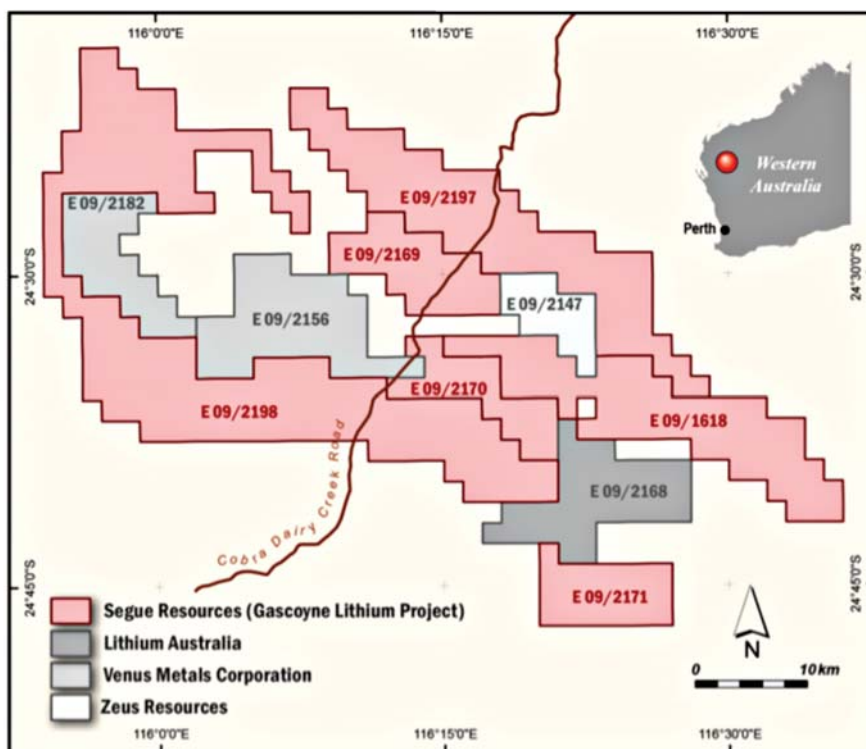 116°0'0"E
116°15'0"E
116°30'0"E
Western
Australia
Perth
E 09/2182
E 09/2197
E 09/2169
24°30'0"S
24°30'0"S
E 09/2147
E 09/2156
E 09/2170
E 09/2198
E 09/1618
Cobra Dairy Creek Road
E 09/2168
24°45'0"S
24°45'0"S
E 09/2171
Segue Resources (Gascoyne Lithium Project)
Lithium Australia
Venus Metals Corporation
Zeus Resources
N
0 10km
116°0'0"E
116°15'0"E
116°30'0"E